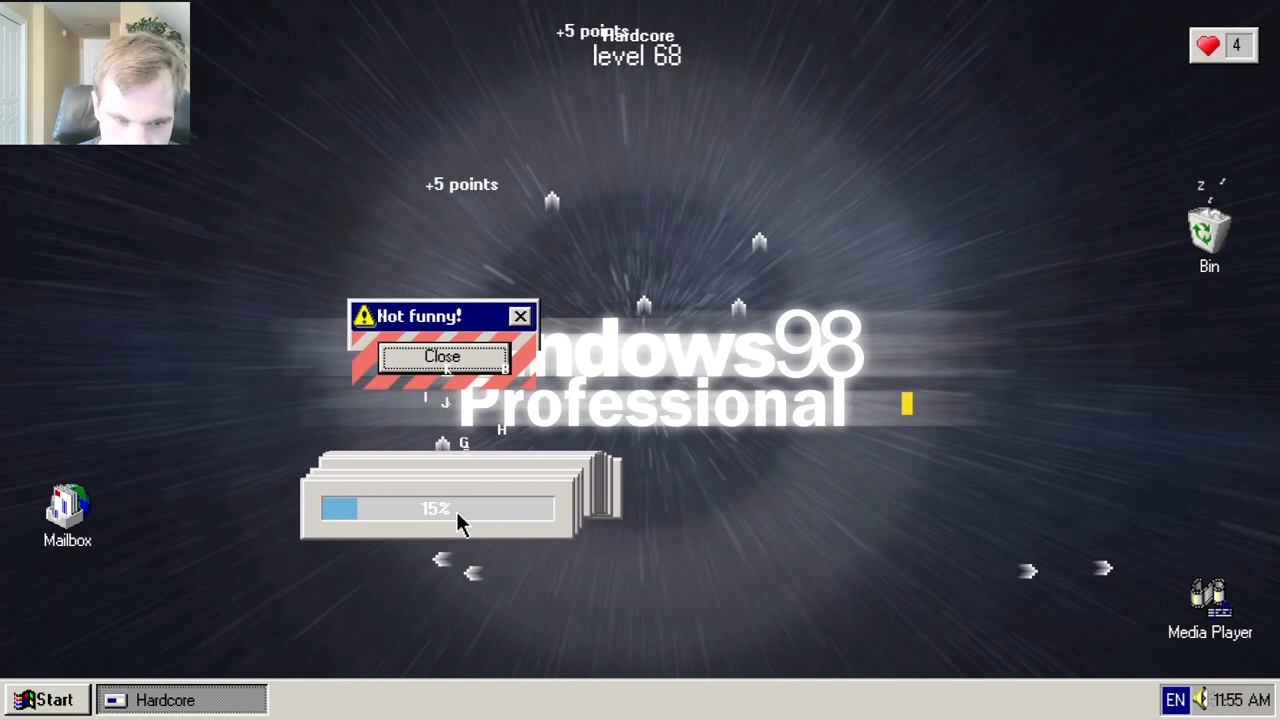 +5 points
Hardcore
level 68
4
+5 points
Z
Bin
Not funny!
Close
I J
H
G
ndows98
Professional
15%
Mailbox
Media Player
Start
Hardcore
EN
11:55 AM